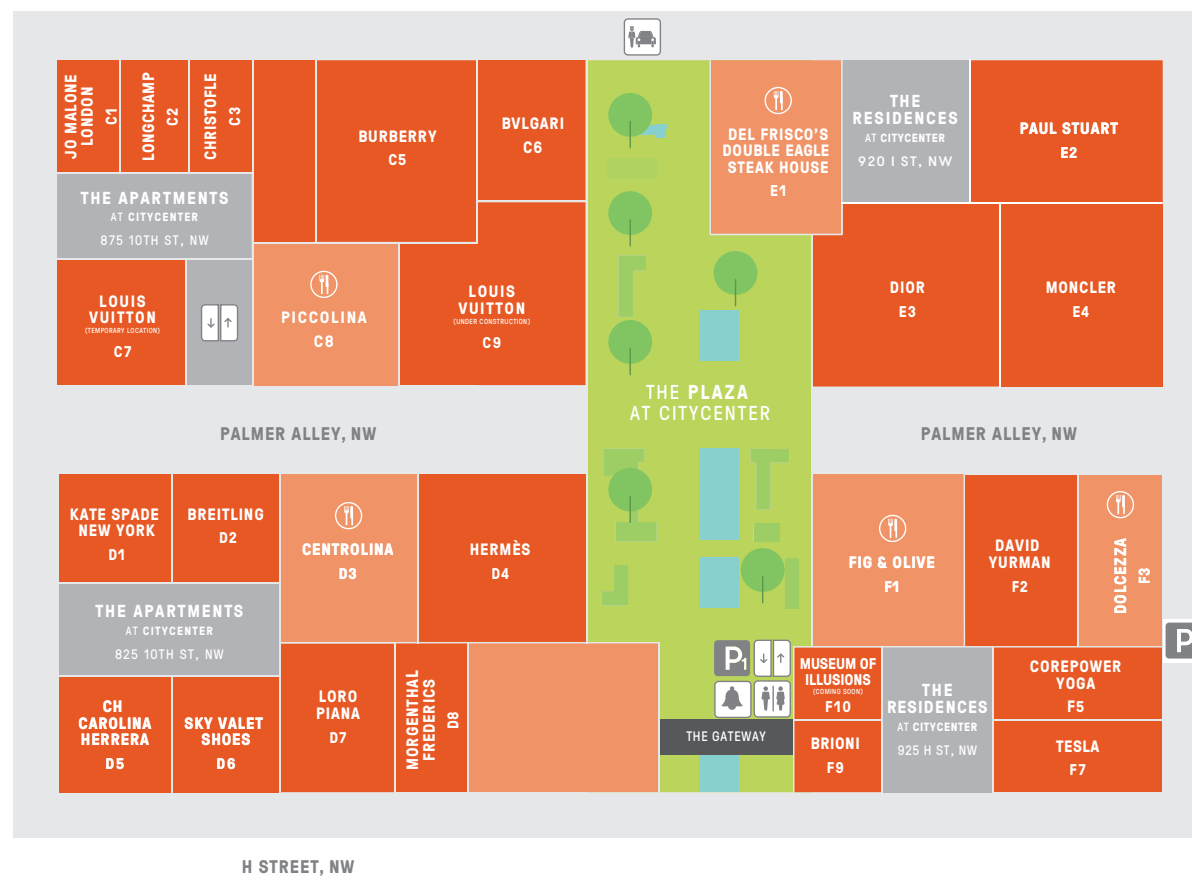 JO MALONE
LONDON
C1
LONGCHAMP
C2
CHRISTOFLE
C3
BURBERRY
C5
BVLGARI
C6
THE APARTMENTS
AT CITYCENTER
875 10TH ST, NW
LOUIS
VUITTON
(TEMPORARY LOCATION)
C7
PICCOLINA
C8
LOUIS
VUITTON
(UNDER CONSTRUCTION)
C9
DEL FRISCO'S
DOUBLE EAGLE
STEAK HOUSE
E1
THE
RESIDENCES
AT CITYCENTER
920 I ST, NW
PAUL STUART
E2
DIOR
E3
MONCLER
E4
THE PLAZA
AT CITYCENTER
PALMER ALLEY, NW
PALMER ALLEY, NW
KATE SPADE
NEW YORK
D1
BREITLING
D2
CENTROLINA
D3
HERMÈS
D4
THE APARTMENTS
AT CITYCENTER
825 10TH ST, NW
CH
CAROLINA
HERRERA
D5
SKY VALET
SHOES
D6
LORO
PIANA
D7
MORGENTHAL
FREDERICS
D8
P1
THE GATEWAY
FIG & OLIVE
F1
DAVID
YURMAN
F2
DOLCEZZA
F3
P
MUSEUM OF
ILLUSIONS
(COMING SOON)
F10
BRIONI
F9
THE
RESIDENCES
AT CITYCENTER
925 H ST, NW
COREPOWER
YOGA
F5
TESLA
F7
H STREET, NW